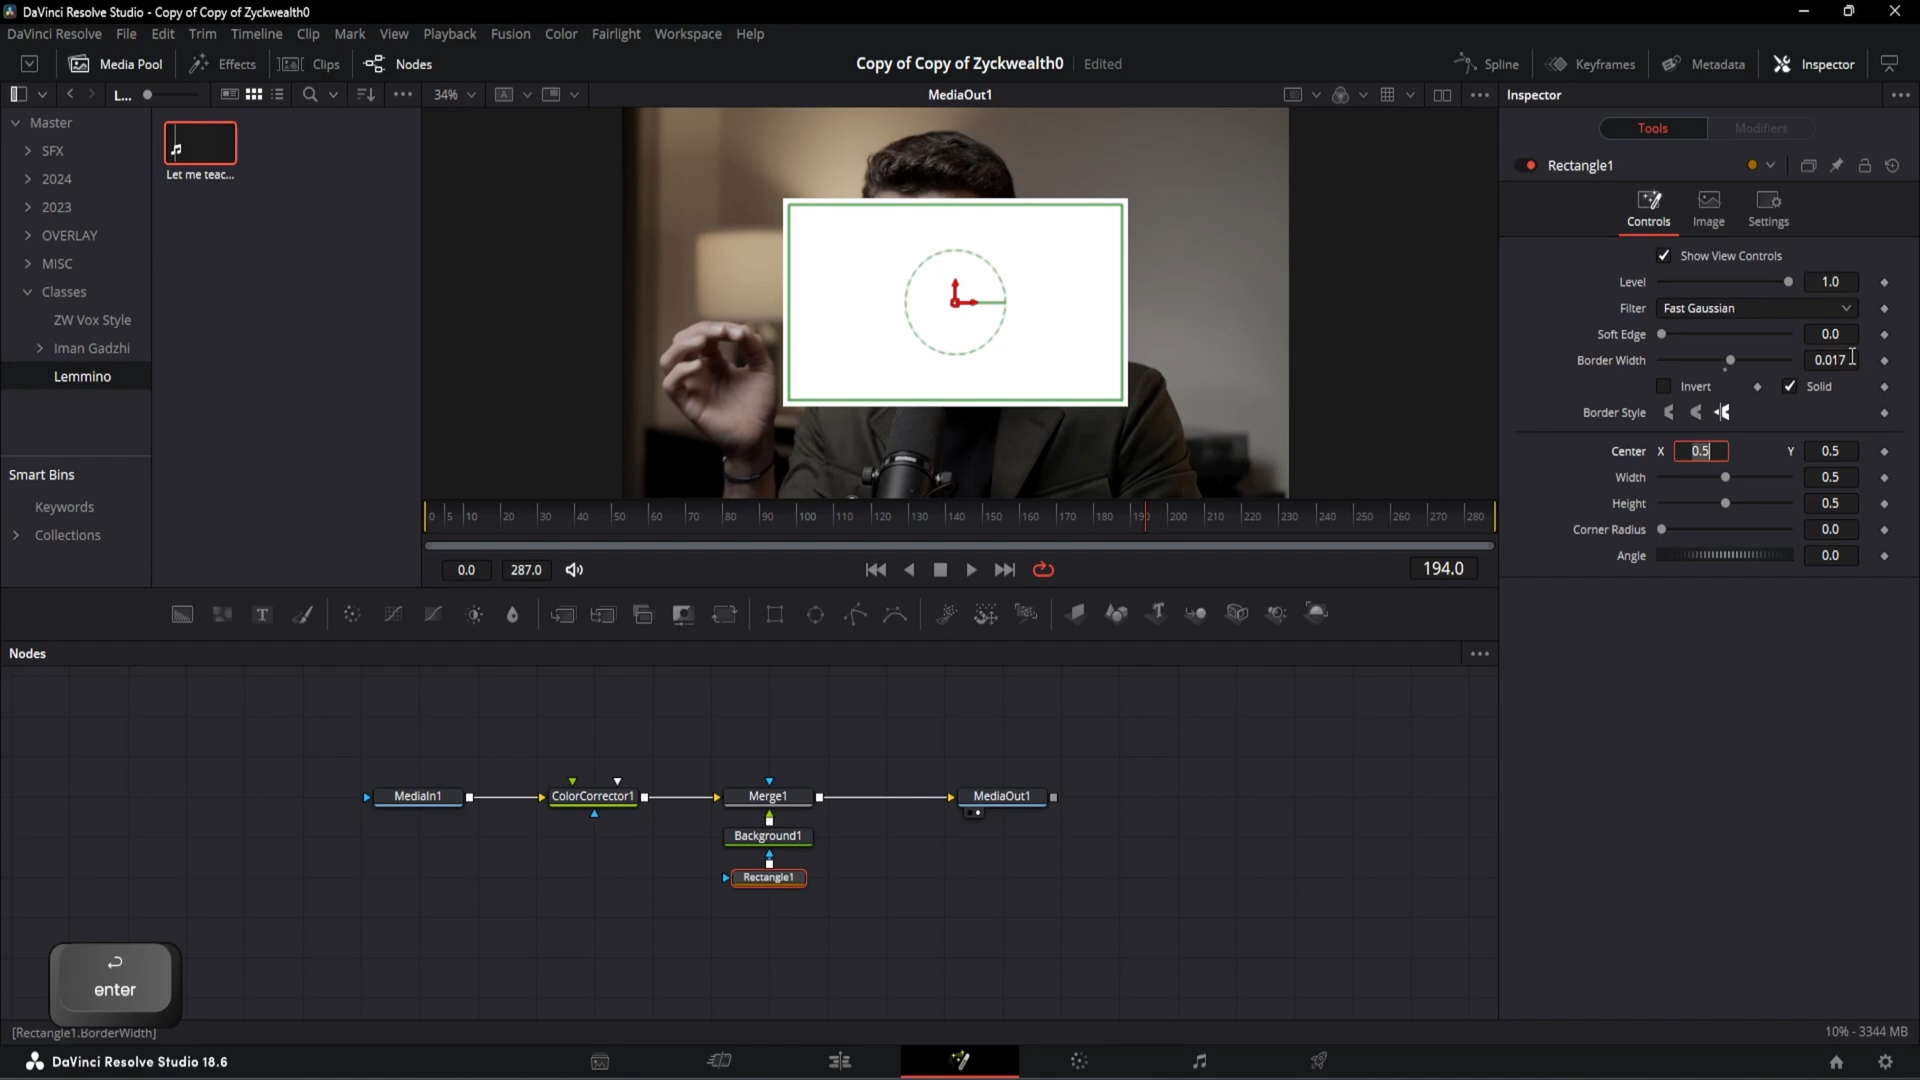 DaVinci Resolve Studio - Copy of Copy of Zyckwealth0
DaVinci Resolve File Edit Trim Timeline Clip Mark View Playback Fusion Color Fairlight Workspace Help
Media Pool Effects Clips Nodes Copy of Copy of Zyckwealth0 Edited Spline Keyframes Metadata Inspector
L... 34% MediaOut1 Inspector
Master
SFX
2024
2023
OVERLAY
MISC
Classes
ZW Vox Style
Iman Gadzhi
Lemmino
Let me teac...
Smart Bins
Keywords
Collections
Tools Modifiers
Rectangle1
Controls Image Settings
Show View Controls
Level 1.0
Filter Fast Gaussian
Soft Edge 0.0
Border Width 0.017
Invert Solid
Border Style
Center X 0.5 Y 0.5
Width 0.5
Height 0.5
Corner Radius 0.0
Angle 0.0
0 5 10 20 30 40 50 60 70 80 90 100 110 120 130 140 150 160 170 180 190 200 210 220 230 240 250 260 270 280
0.0 287.0 194.0
Nodes
MediaIn1 ColorCorrector1 Merge1 MediaOut1
Background1
Rectangle1
enter
[Rectangle1.BorderWidth] 10% - 3344 MB
DaVinci Resolve Studio 18.6